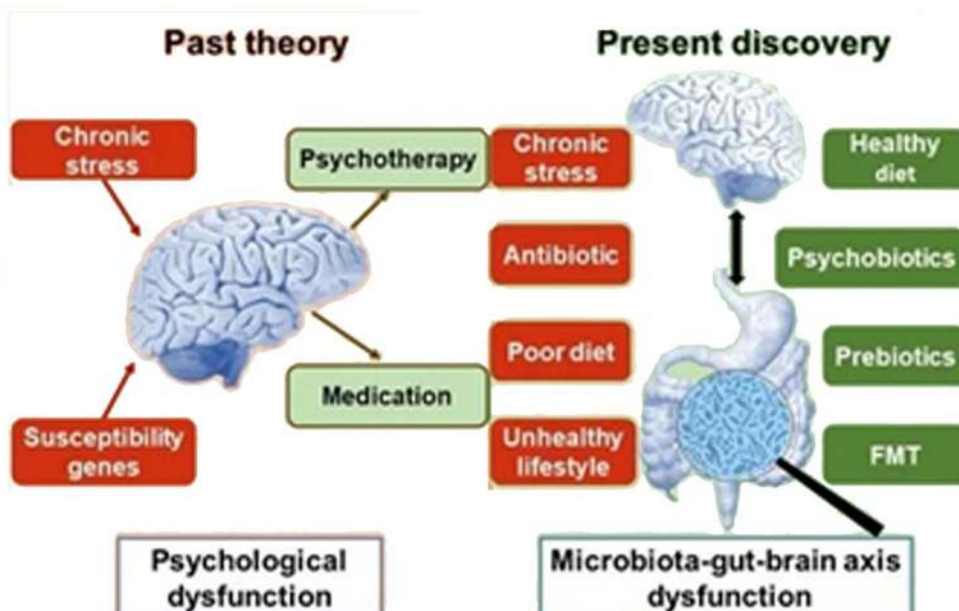 Past theory
Chronic
stress
Psychotherapy
Medication
Susceptibility
genes
Psychological
dysfunction
Present discovery
Chronic
stress
Antibiotic
Poor diet
Unhealthy
lifestyle
Healthy
diet
Psychobiotics
Prebiotics
FMT
Microbiota-gut-brain axis
dysfunction